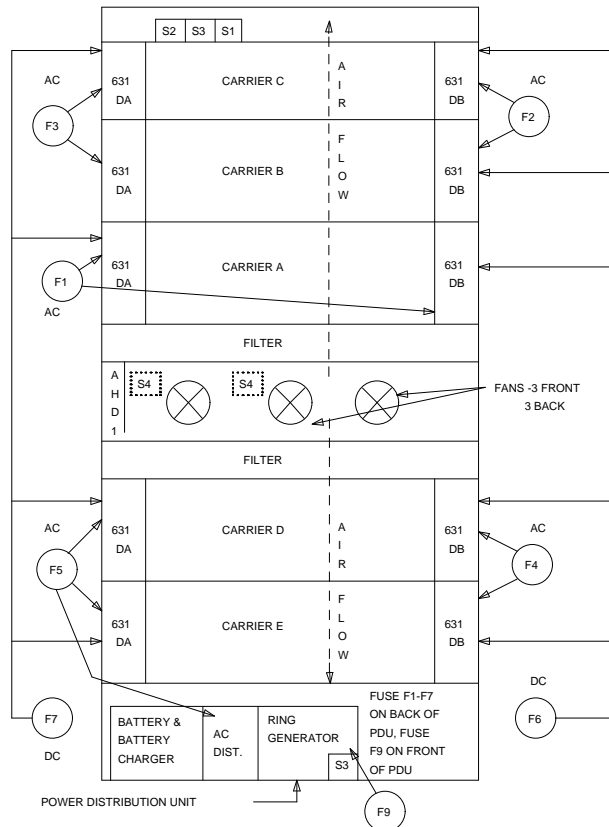 S2 S3 S1
AC
631
DA
CARRIER C
A
I
R
631
DB
AC
F3
F2
631
DA
CARRIER B
F
L
O
W
631
DB
631
DA
CARRIER A
631
DB
F1
AC
FILTER
A
H
D
1
S4
S4
FANS -3 FRONT
3 BACK
FILTER
AC
631
DA
CARRIER D
A
I
R
631
DB
AC
F5
F4
631
DA
CARRIER E
F
L
O
W
631
DB
F7
DC
BATTERY &
BATTERY
CHARGER
AC
DIST.
RING
GENERATOR
S3
FUSE F1-F7
ON BACK OF
PDU, FUSE
F9 ON FRONT
OF PDU
DC
F6
POWER DISTRIBUTION UNIT
F9